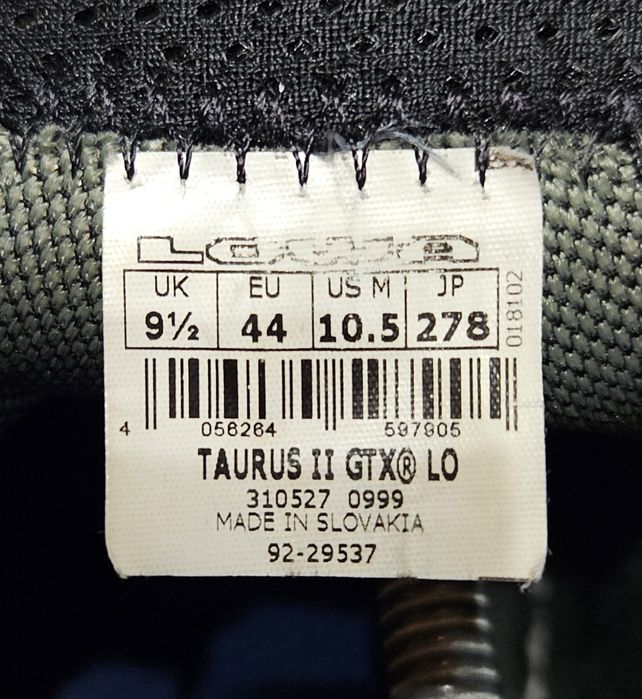 LOWA
UK EU US M JP
9½ 44 10.5 278
018102
4 056264 597905
TAURUS II GTX® LO
310527 0999
MADE IN SLOVAKIA
92-29537